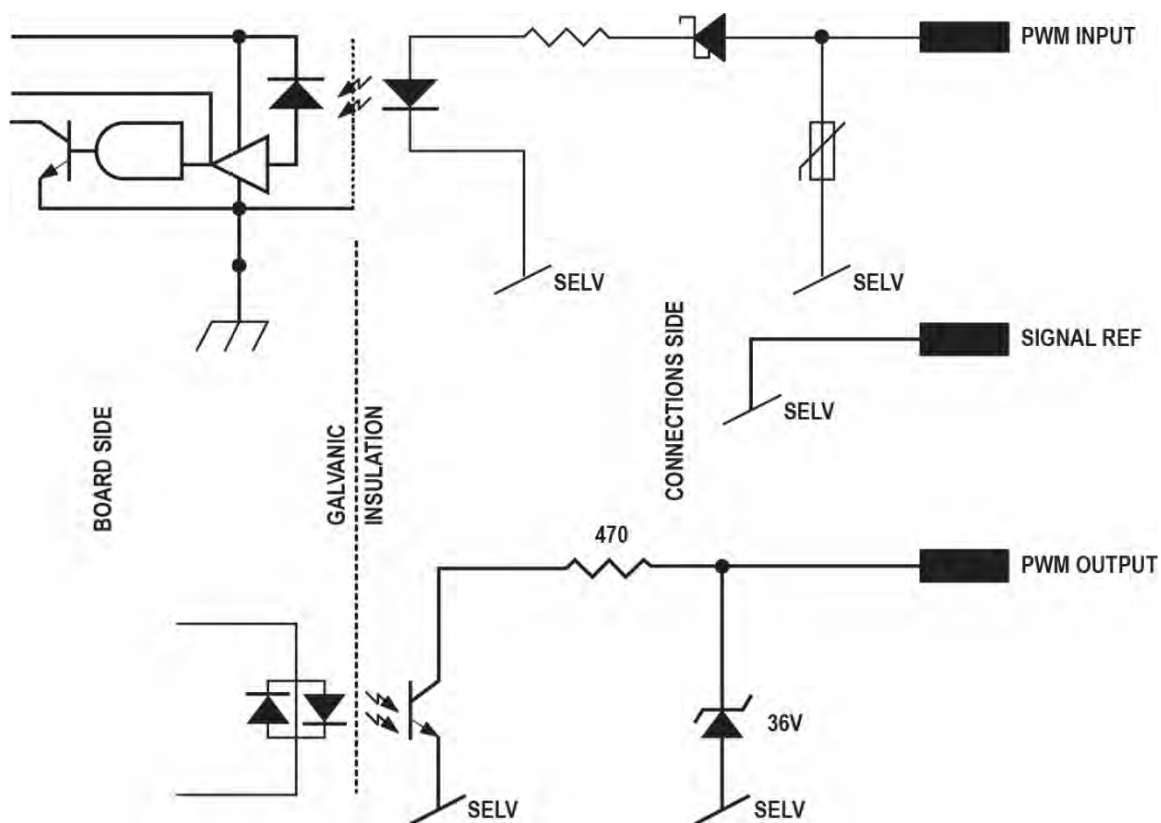 PWM INPUT
SELV
SELV
SIGNAL REF
SELV
CONNECTIONS SIDE
BOARD SIDE
GALVANIC
INSULATION
470
PWM OUTPUT
36V
SELV
SELV